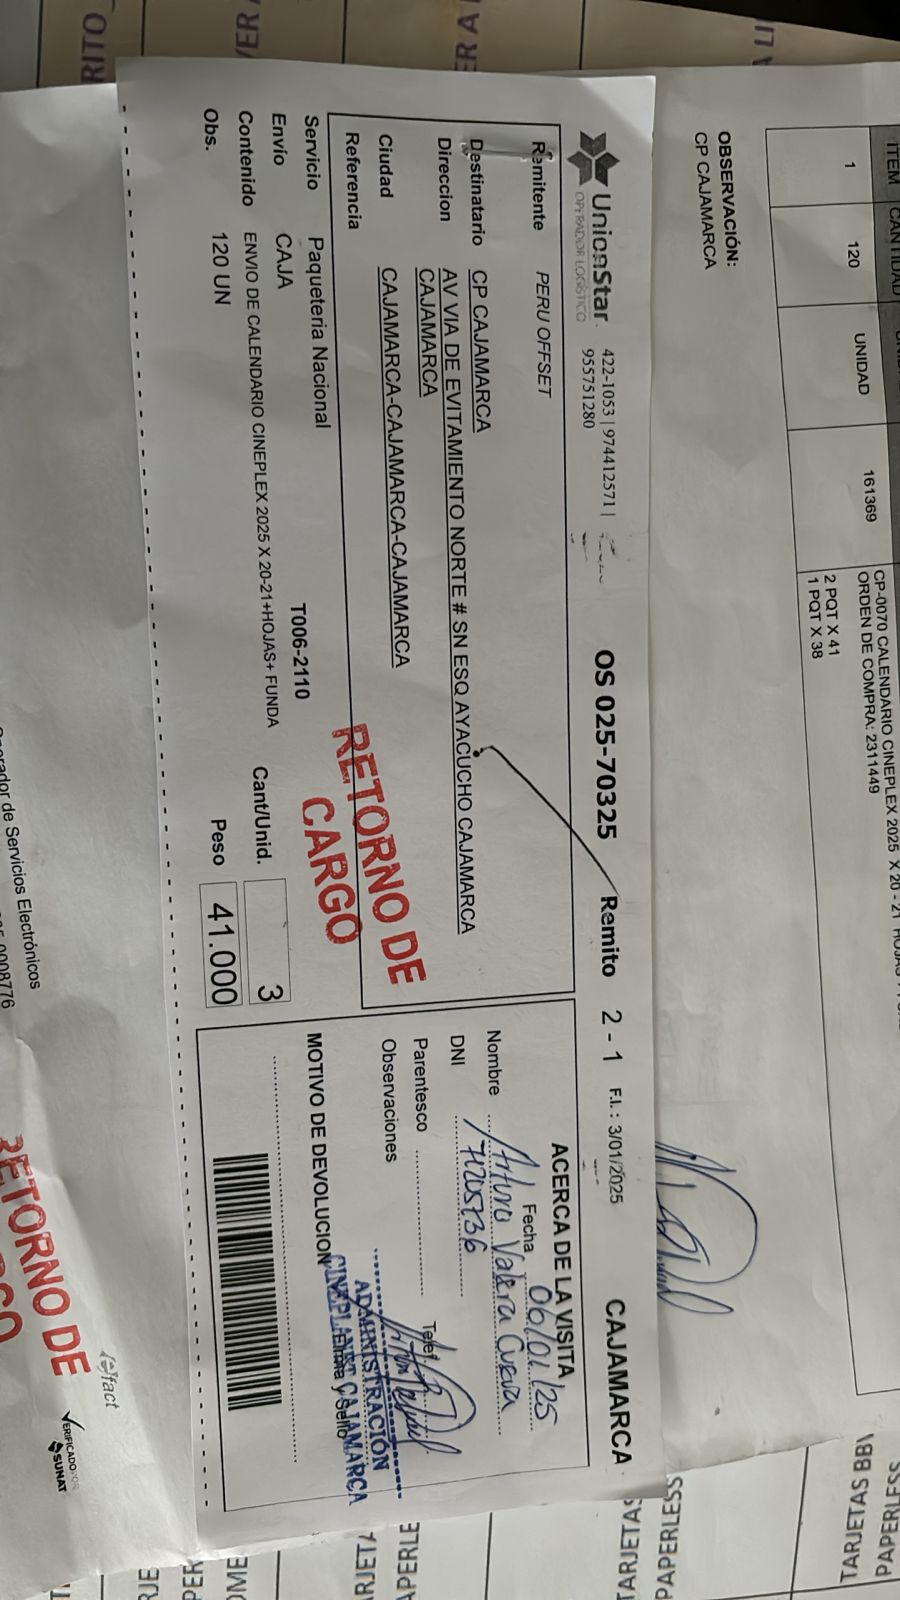 UnionStar
OPERADOR LOGÍSTICO
422-1053 | 974412571 |
955751280
OS 025-70325
Remito 2 - 1
F.I.: 3/01/2025
CAJAMARCA
Remitente PERU OFFSET
Destinatario CP CAJAMARCA
Direccion AV VIA DE EVITAMIENTO NORTE # SN ESQ AYACUCHO CAJAMARCA
CAJAMARCA
Ciudad CAJAMARCA-CAJAMARCA-CAJAMARCA
Referencia
Servicio Paqueteria Nacional
T006-2110
Envío CAJA
Contenido ENVIO DE CALENDARIO CINEPLEX 2025 X 20-21+HOJAS+ FUNDA
Obs. 120 UN
Cant/Unid. 3
Peso 41.000
RETORNO DE
CARGO
ACERCA DE LA VISITA
Fecha 06/01/25
Nombre Arturo Valera Cueva
DNI 71205736
Parentesco
Telef
Observaciones
ADMINISTRACIÓN
CINEPLANET CAJAMARCA
Firma y Sello
MOTIVO DE DEVOLUCION
ITEM CANTIDAD
1 120 UNIDAD 161369 CP-0070 CALENDARIO CINEPLEX 2025 X 20 - 21 HOJAS
ORDEN DE COMPRA: 2311449
2 PQT X 41
1 PQT X 38
OBSERVACIÓN:
CP CAJAMARCA
de Servicios Electrónicos
0008776
RETORNO DE
efact
VERIFICADO POR
SUNAT
TARJETAS
PAPERLESS
TARJETAS
PAPERLESS